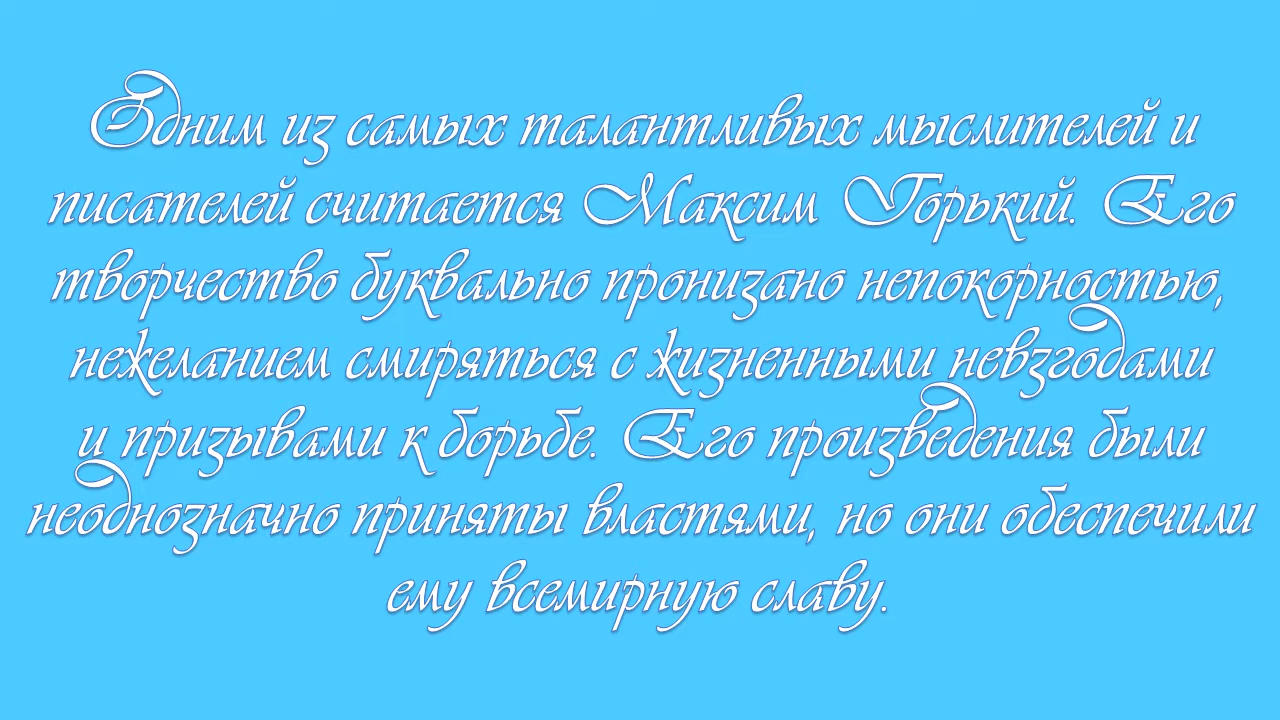 Одним из самых талантливых мыслителей и
писателей считается Максим Горький. Его
творчество буквально пронизано непокорностью,
нежеланием смиряться с жизненными невзгодами
и призывами к борьбе. Его произведения были
неоднозначно приняты властями, но они обеспечили
ему всемирную славу.